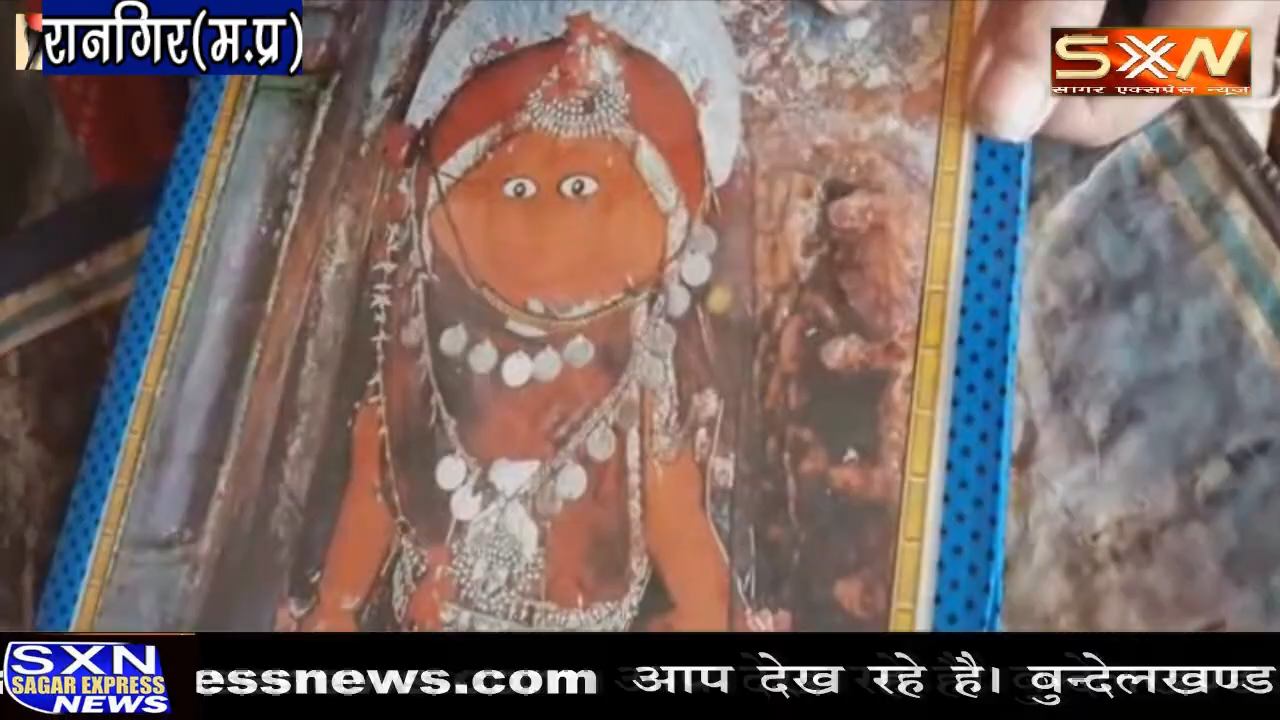 रानगिर(म.प्र)
SXN
सागर एक्सप्रेस न्यूज
SXN
SAGAR EXPRESS
NEWS
essnews.com आप देख रहे है। बुन्देलखण्ड